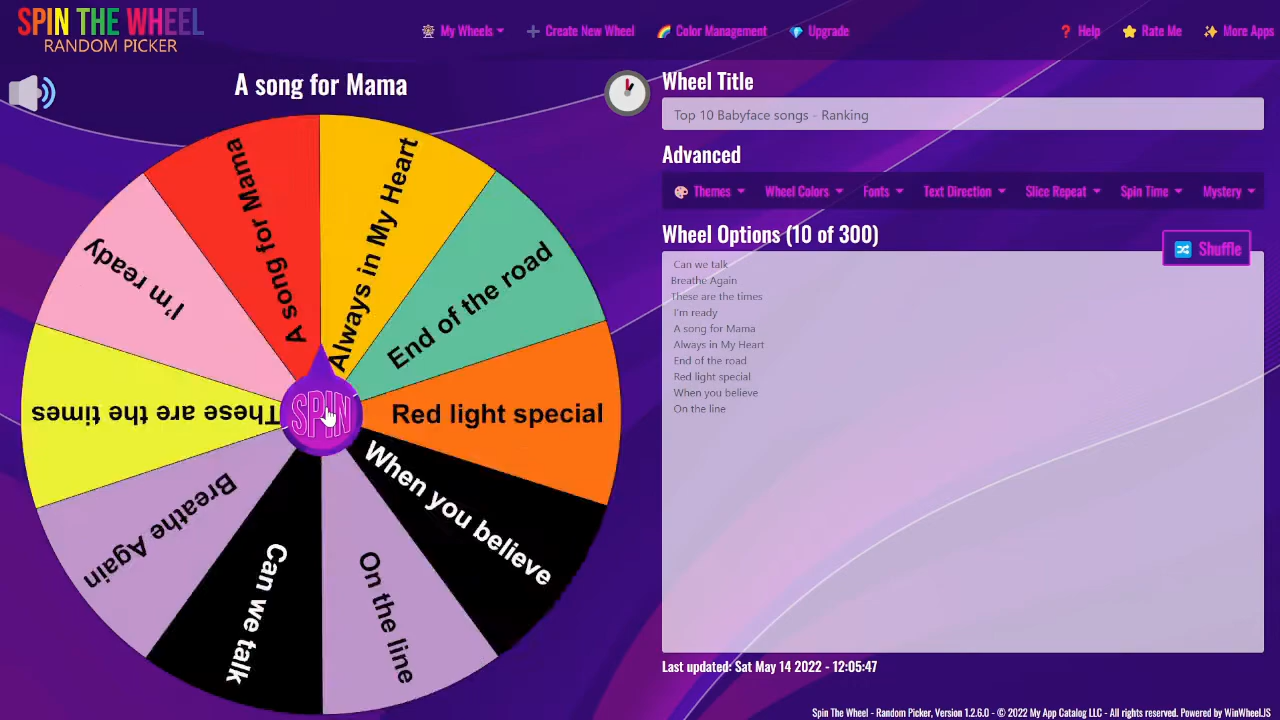 SPIN THE WHEEL
RANDOM PICKER
My Wheels
Create New Wheel
Color Management
Upgrade
Help
Rate Me
More Apps
A song for Mama
Wheel Title
Top 10 Babyface songs - Ranking
Advanced
Themes
Wheel Colors
Fonts
Text Direction
Slice Repeat
Spin Time
Mystery
Wheel Options (10 of 300)
Shuffle
Can we talk
Breathe Again
These are the times
I'm ready
A song for Mama
Always in My Heart
End of the road
Red light special
When you believe
On the line
Always in My Heart
End of the road
Red light special
When you believe
On the line
Can we talk
Breathe Again
These are the times
I'm ready
A song for Mama
SPIN
Last updated: Sat May 14 2022 - 12:05:47
Spin The Wheel - Random Picker, Version 1.2.6.0 - © 2022 My App Catalog LLC - All rights reserved. Powered by WinWheelJS